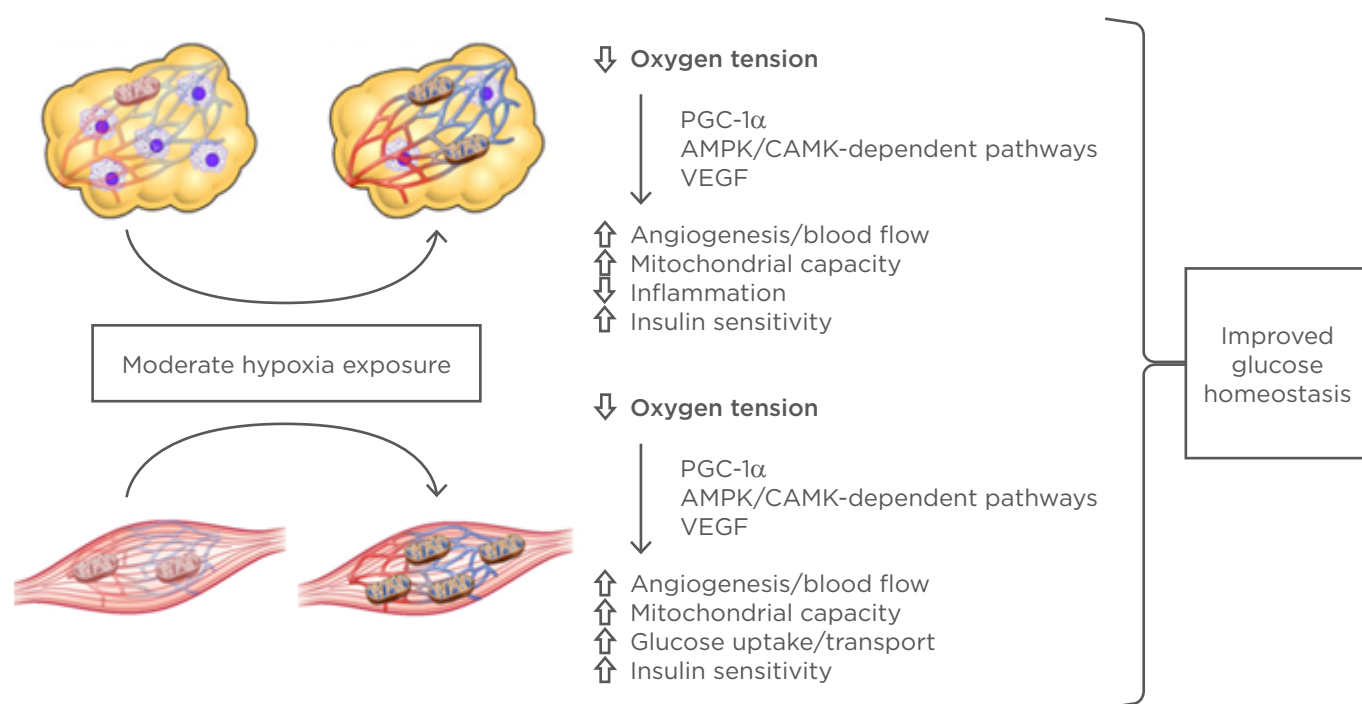 Oxygen tension
PGC-1α
AMPK/CAMK-dependent pathways
VEGF
Angiogenesis/blood flow
Mitochondrial capacity
Inflammation
Insulin sensitivity
Moderate hypoxia exposure
Oxygen tension
PGC-1α
AMPK/CAMK-dependent pathways
VEGF
Angiogenesis/blood flow
Mitochondrial capacity
Glucose uptake/transport
Insulin sensitivity
Improved
glucose
homeostasis